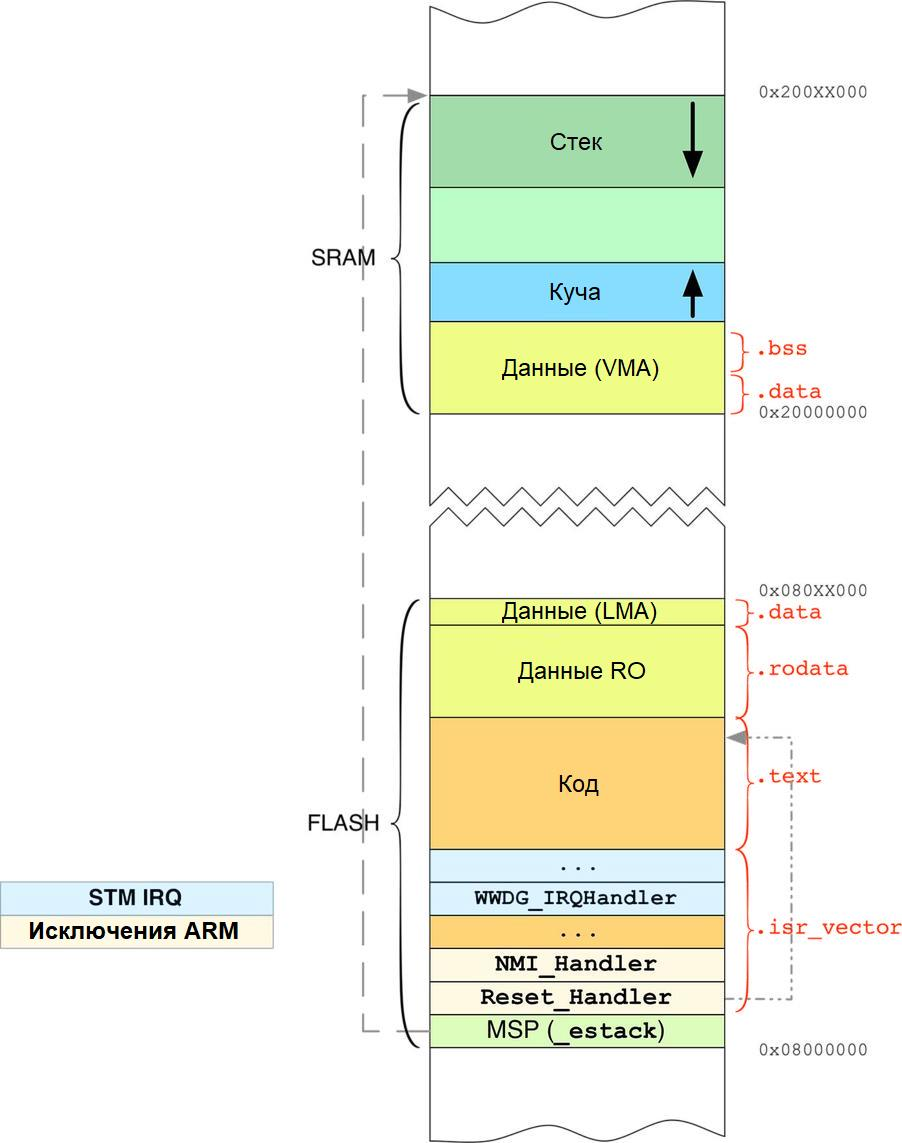 0x200XX000
Стек
SRAM
Куча
Данные (VMA)
.bss
.data
0x20000000
0x080XX000
Данные (LMA)
.data
Данные RO
.rodata
Код
.text
FLASH
...
STM IRQ
WWDG_IRQHandler
Исключения ARM
...
.isr_vector
NMI_Handler
Reset_Handler
MSP (_estack)
0x08000000